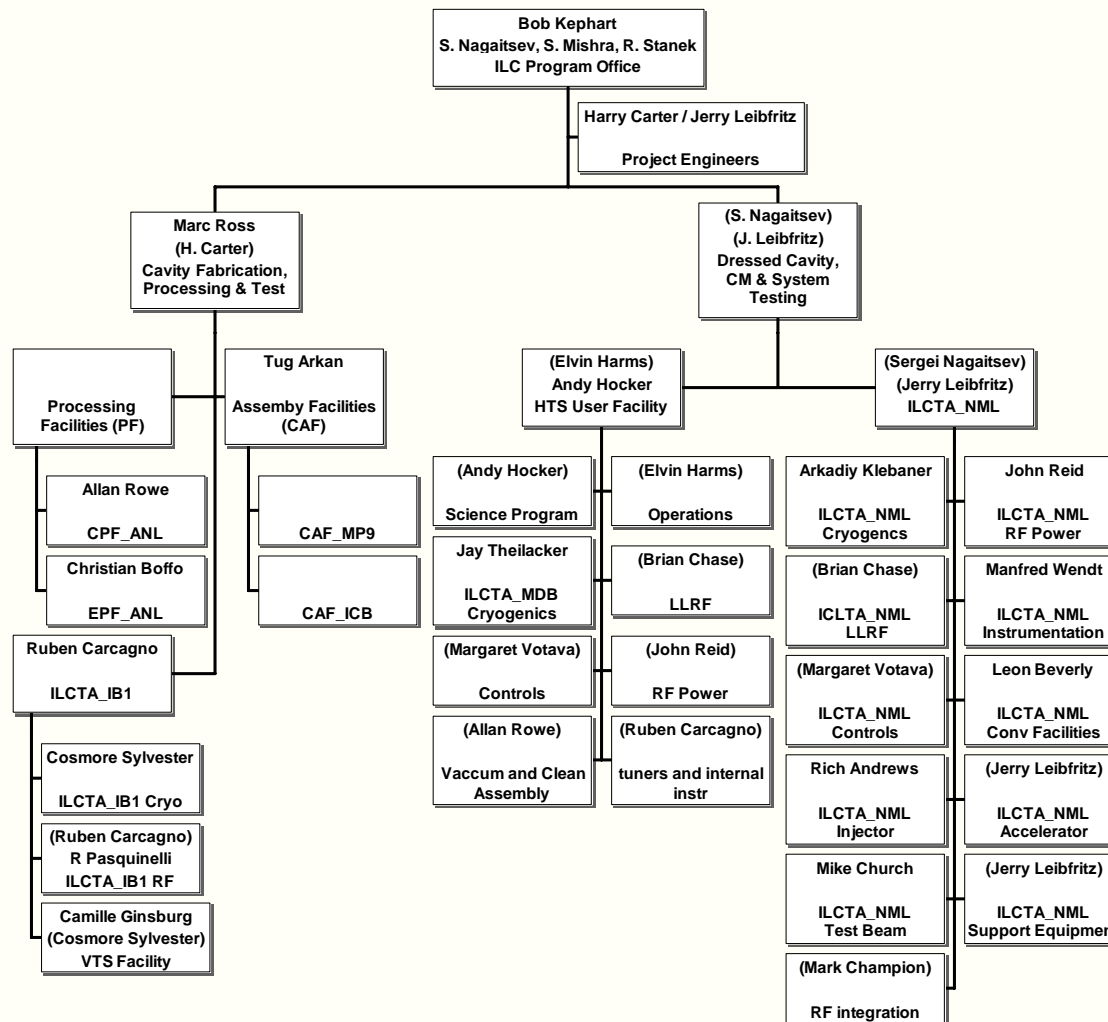 Bob Kephart
S. Nagaitsev, S. Mishra, R. Stanek
ILC Program Office
Harry Carter / Jerry Leibfritz
Project Engineers
Marc Ross
(H. Carter)
Cavity Fabrication,
Processing & Test
(S. Nagaitsev)
(J. Leibfritz)
Dressed Cavity,
CM & System
Testing
Processing
Facilities (PF)
Tug Arkan
Assemby Facilities
(CAF)
Allan Rowe
CPF_ANL
Christian Boffo
EPF_ANL
CAF_MP9
CAF_ICB
Ruben Carcagno
ILCTA_IB1
Cosmore Sylvester
ILCTA_IB1 Cryo
(Ruben Carcagno)
R Pasquinelli
ILCTA_IB1 RF
Camille Ginsburg
(Cosmore Sylvester)
VTS Facility
(Elvin Harms)
Andy Hocker
HTS User Facility
(Andy Hocker)
Science Program
(Elvin Harms)
Operations
Jay Theilacker
ILCTA_MDB
Cryogenics
(Brian Chase)
LLRF
(Margaret Votava)
Controls
(John Reid)
RF Power
(Allan Rowe)
Vaccum and Clean
Assembly
(Ruben Carcagno)
tuners and internal
instr
(Sergei Nagaitsev)
(Jerry Leibfritz)
ILCTA_NML
Arkadiy Klebaner
ILCTA_NML
Cryogencs
John Reid
ILCTA_NML
RF Power
(Brian Chase)
ICLTA_NML
LLRF
Manfred Wendt
ILCTA_NML
Instrumentation
(Margaret Votava)
ILCTA_NML
Controls
Leon Beverly
ILCTA_NML
Conv Facilities
Rich Andrews
ILCTA_NML
Injector
(Jerry Leibfritz)
ILCTA_NML
Accelerator
Mike Church
ILCTA_NML
Test Beam
(Jerry Leibfritz)
ILCTA_NML
Support Equipmen
(Mark Champion)
RF integration